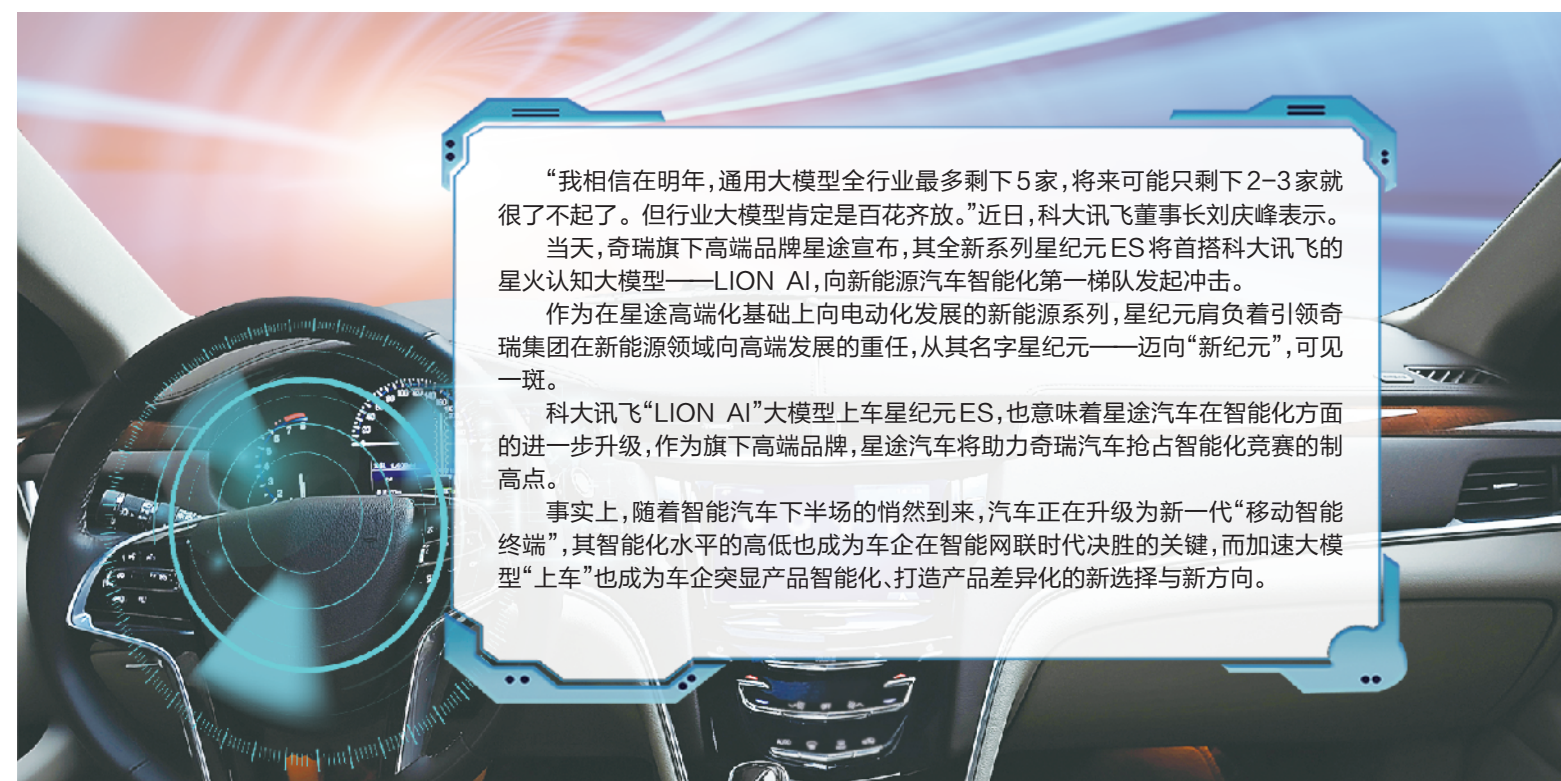 “我相信在明年,通用大模型全行业最多剩下5家,将来可能只剩下2-3家就
很了不起了。但行业大模型肯定是百花齐放。”近日,科大讯飞董事长刘庆峰表示。
当天,奇瑞旗下高端品牌星途宣布,其全新系列星纪元ES将首搭科大讯飞的
星火认知大模型——LION AI,向新能源汽车智能化第一梯队发起冲击。
作为在星途高端化基础上向电动化发展的新能源系列,星纪元肩负着引领奇
瑞集团在新能源领域向高端发展的重任,从其名字星纪元——迈向“新纪元”,可见
一斑。
科大讯飞“LION AI”大模型上车星纪元ES,也意味着星途汽车在智能化方面
的进一步升级,作为旗下高端品牌,星途汽车将助力奇瑞汽车抢占智能化竞赛的制
高点。
事实上,随着智能汽车下半场的悄然到来,汽车正在升级为新一代“移动智能
终端”,其智能化水平的高低也成为车企在智能网联时代决胜的关键,而加速大模
型“上车”也成为车企突显产品智能化、打造产品差异化的新选择与新方向。